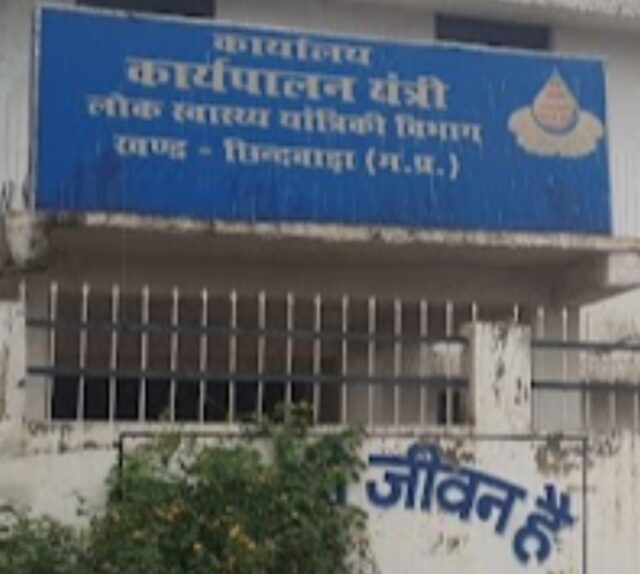 कार्यालय
कार्यपालन यंत्री
लोक स्वास्थ्य यांत्रिकी विभाग
खण्ड - छिन्दवाड़ा (म.प्र.)
जीवन है